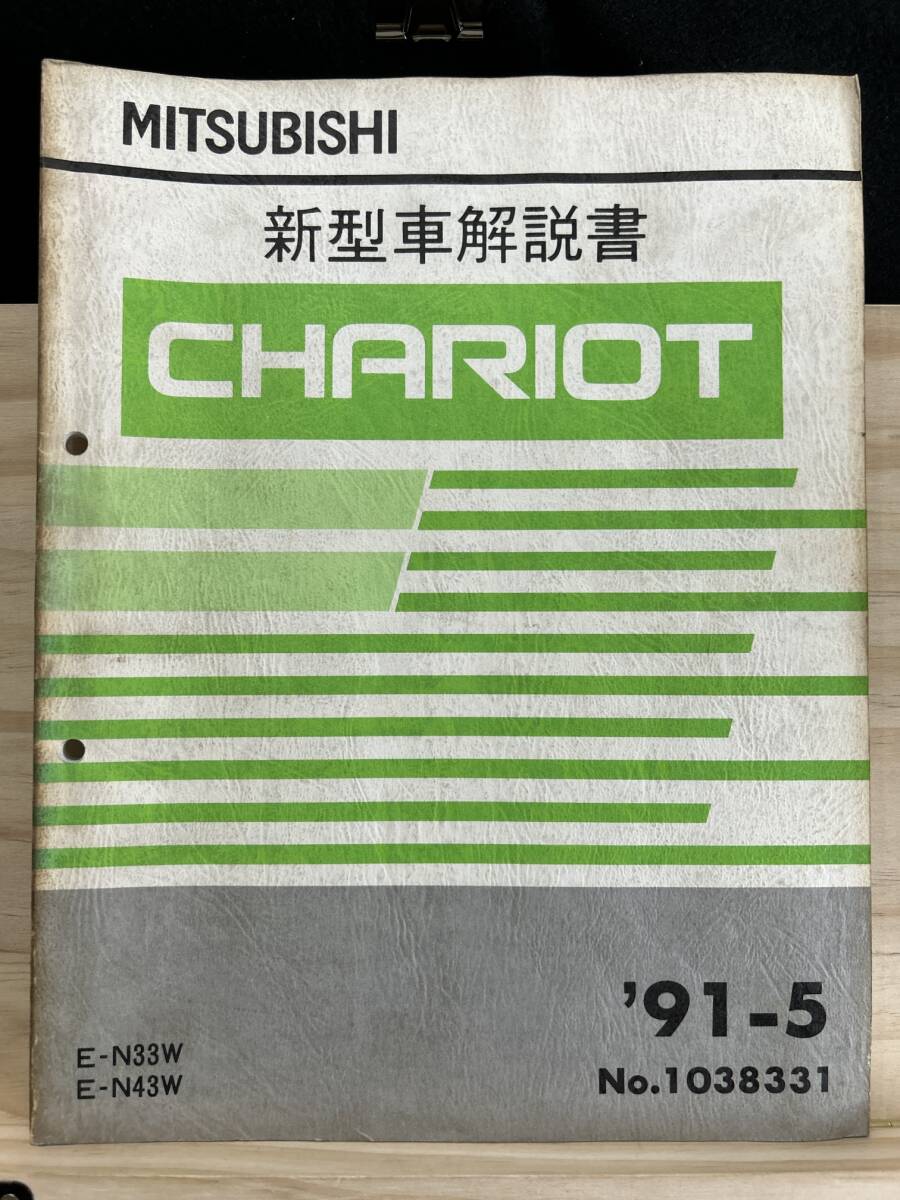 MITSUBISHI
新型車解説書
CHARIOT
'91-5
E-N33W
E-N43W
No.1038331